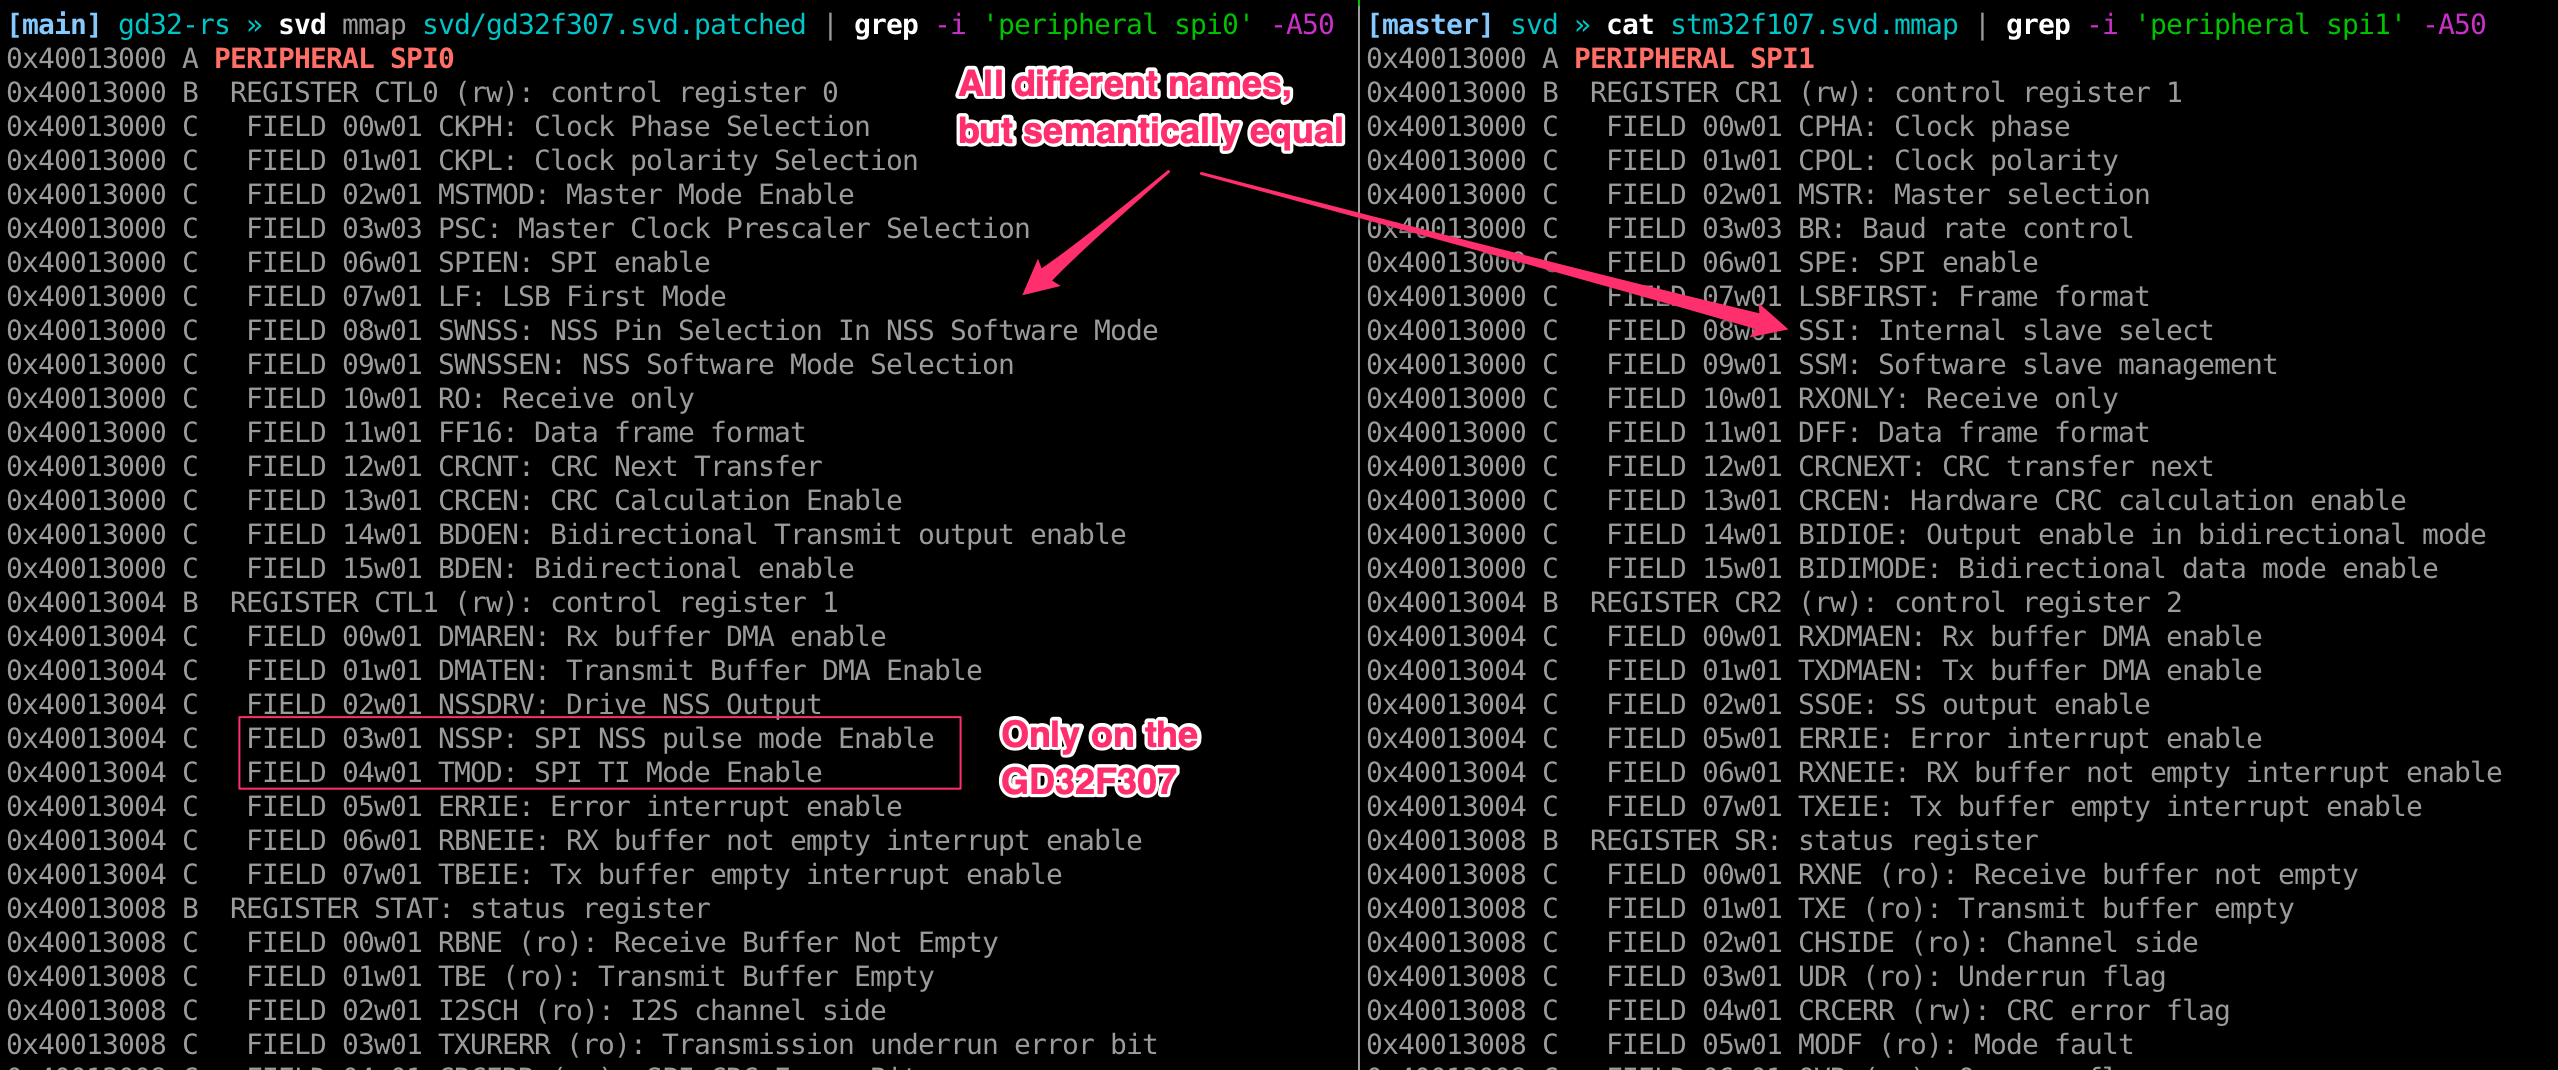 [main] gd32-rs » svd mmap svd/gd32f307.svd.patched | grep -i 'peripheral spi0' -A50
0x40013000 A PERIPHERAL SPI0
0x40013000 B  REGISTER CTL0 (rw): control register 0
0x40013000 C   FIELD 00w01 CKPH: Clock Phase Selection
0x40013000 C   FIELD 01w01 CKPL: Clock polarity Selection
0x40013000 C   FIELD 02w01 MSTMOD: Master Mode Enable
0x40013000 C   FIELD 03w03 PSC: Master Clock Prescaler Selection
0x40013000 C   FIELD 06w01 SPIEN: SPI enable
0x40013000 C   FIELD 07w01 LF: LSB First Mode
0x40013000 C   FIELD 08w01 SWNSS: NSS Pin Selection In NSS Software Mode
0x40013000 C   FIELD 09w01 SWNSSEN: NSS Software Mode Selection
0x40013000 C   FIELD 10w01 RO: Receive only
0x40013000 C   FIELD 11w01 FF16: Data frame format
0x40013000 C   FIELD 12w01 CRCNT: CRC Next Transfer
0x40013000 C   FIELD 13w01 CRCEN: CRC Calculation Enable
0x40013000 C   FIELD 14w01 BDOEN: Bidirectional Transmit output enable
0x40013000 C   FIELD 15w01 BDEN: Bidirectional enable
0x40013004 B  REGISTER CTL1 (rw): control register 1
0x40013004 C   FIELD 00w01 DMAREN: Rx buffer DMA enable
0x40013004 C   FIELD 01w01 DMATEN: Transmit Buffer DMA Enable
0x40013004 C   FIELD 02w01 NSSDRV: Drive NSS Output
0x40013004 C   FIELD 03w01 NSSP: SPI NSS pulse mode Enable
0x40013004 C   FIELD 04w01 TMOD: SPI TI Mode Enable
0x40013004 C   FIELD 05w01 ERRIE: Error interrupt enable
0x40013004 C   FIELD 06w01 RBNEIE: RX buffer not empty interrupt enable
0x40013004 C   FIELD 07w01 TBEIE: Tx buffer empty interrupt enable
0x40013008 B  REGISTER STAT: status register
0x40013008 C   FIELD 00w01 RBNE (ro): Receive Buffer Not Empty
0x40013008 C   FIELD 01w01 TBE (ro): Transmit Buffer Empty
0x40013008 C   FIELD 02w01 I2SCH (ro): I2S channel side
0x40013008 C   FIELD 03w01 TXURERR (ro): Transmission underrun error bit
All different names,
but semantically equal
Only on the
GD32F307
[master] svd » cat stm32f107.svd.mmap | grep -i 'peripheral spi1' -A50
0x40013000 A PERIPHERAL SPI1
0x40013000 B  REGISTER CR1 (rw): control register 1
0x40013000 C   FIELD 00w01 CPHA: Clock phase
0x40013000 C   FIELD 01w01 CPOL: Clock polarity
0x40013000 C   FIELD 02w01 MSTR: Master selection
0x40013000 C   FIELD 03w03 BR: Baud rate control
0x40013000 C   FIELD 06w01 SPE: SPI enable
0x40013000 C   FIELD 07w01 LSBFIRST: Frame format
0x40013000 C   FIELD 08w01 SSI: Internal slave select
0x40013000 C   FIELD 09w01 SSM: Software slave management
0x40013000 C   FIELD 10w01 RXONLY: Receive only
0x40013000 C   FIELD 11w01 DFF: Data frame format
0x40013000 C   FIELD 12w01 CRCNEXT: CRC transfer next
0x40013000 C   FIELD 13w01 CRCEN: Hardware CRC calculation enable
0x40013000 C   FIELD 14w01 BIDIOE: Output enable in bidirectional mode
0x40013000 C   FIELD 15w01 BIDIMODE: Bidirectional data mode enable
0x40013004 B  REGISTER CR2 (rw): control register 2
0x40013004 C   FIELD 00w01 RXDMAEN: Rx buffer DMA enable
0x40013004 C   FIELD 01w01 TXDMAEN: Tx buffer DMA enable
0x40013004 C   FIELD 02w01 SSOE: SS output enable
0x40013004 C   FIELD 05w01 ERRIE: Error interrupt enable
0x40013004 C   FIELD 06w01 RXNEIE: RX buffer not empty interrupt enable
0x40013004 C   FIELD 07w01 TXEIE: Tx buffer empty interrupt enable
0x40013008 B  REGISTER SR: status register
0x40013008 C   FIELD 00w01 RXNE (ro): Receive buffer not empty
0x40013008 C   FIELD 01w01 TXE (ro): Transmit buffer empty
0x40013008 C   FIELD 02w01 CHSIDE (ro): Channel side
0x40013008 C   FIELD 03w01 UDR (ro): Underrun flag
0x40013008 C   FIELD 04w01 CRCERR (rw): CRC error flag
0x40013008 C   FIELD 05w01 MODF (ro): Mode fault